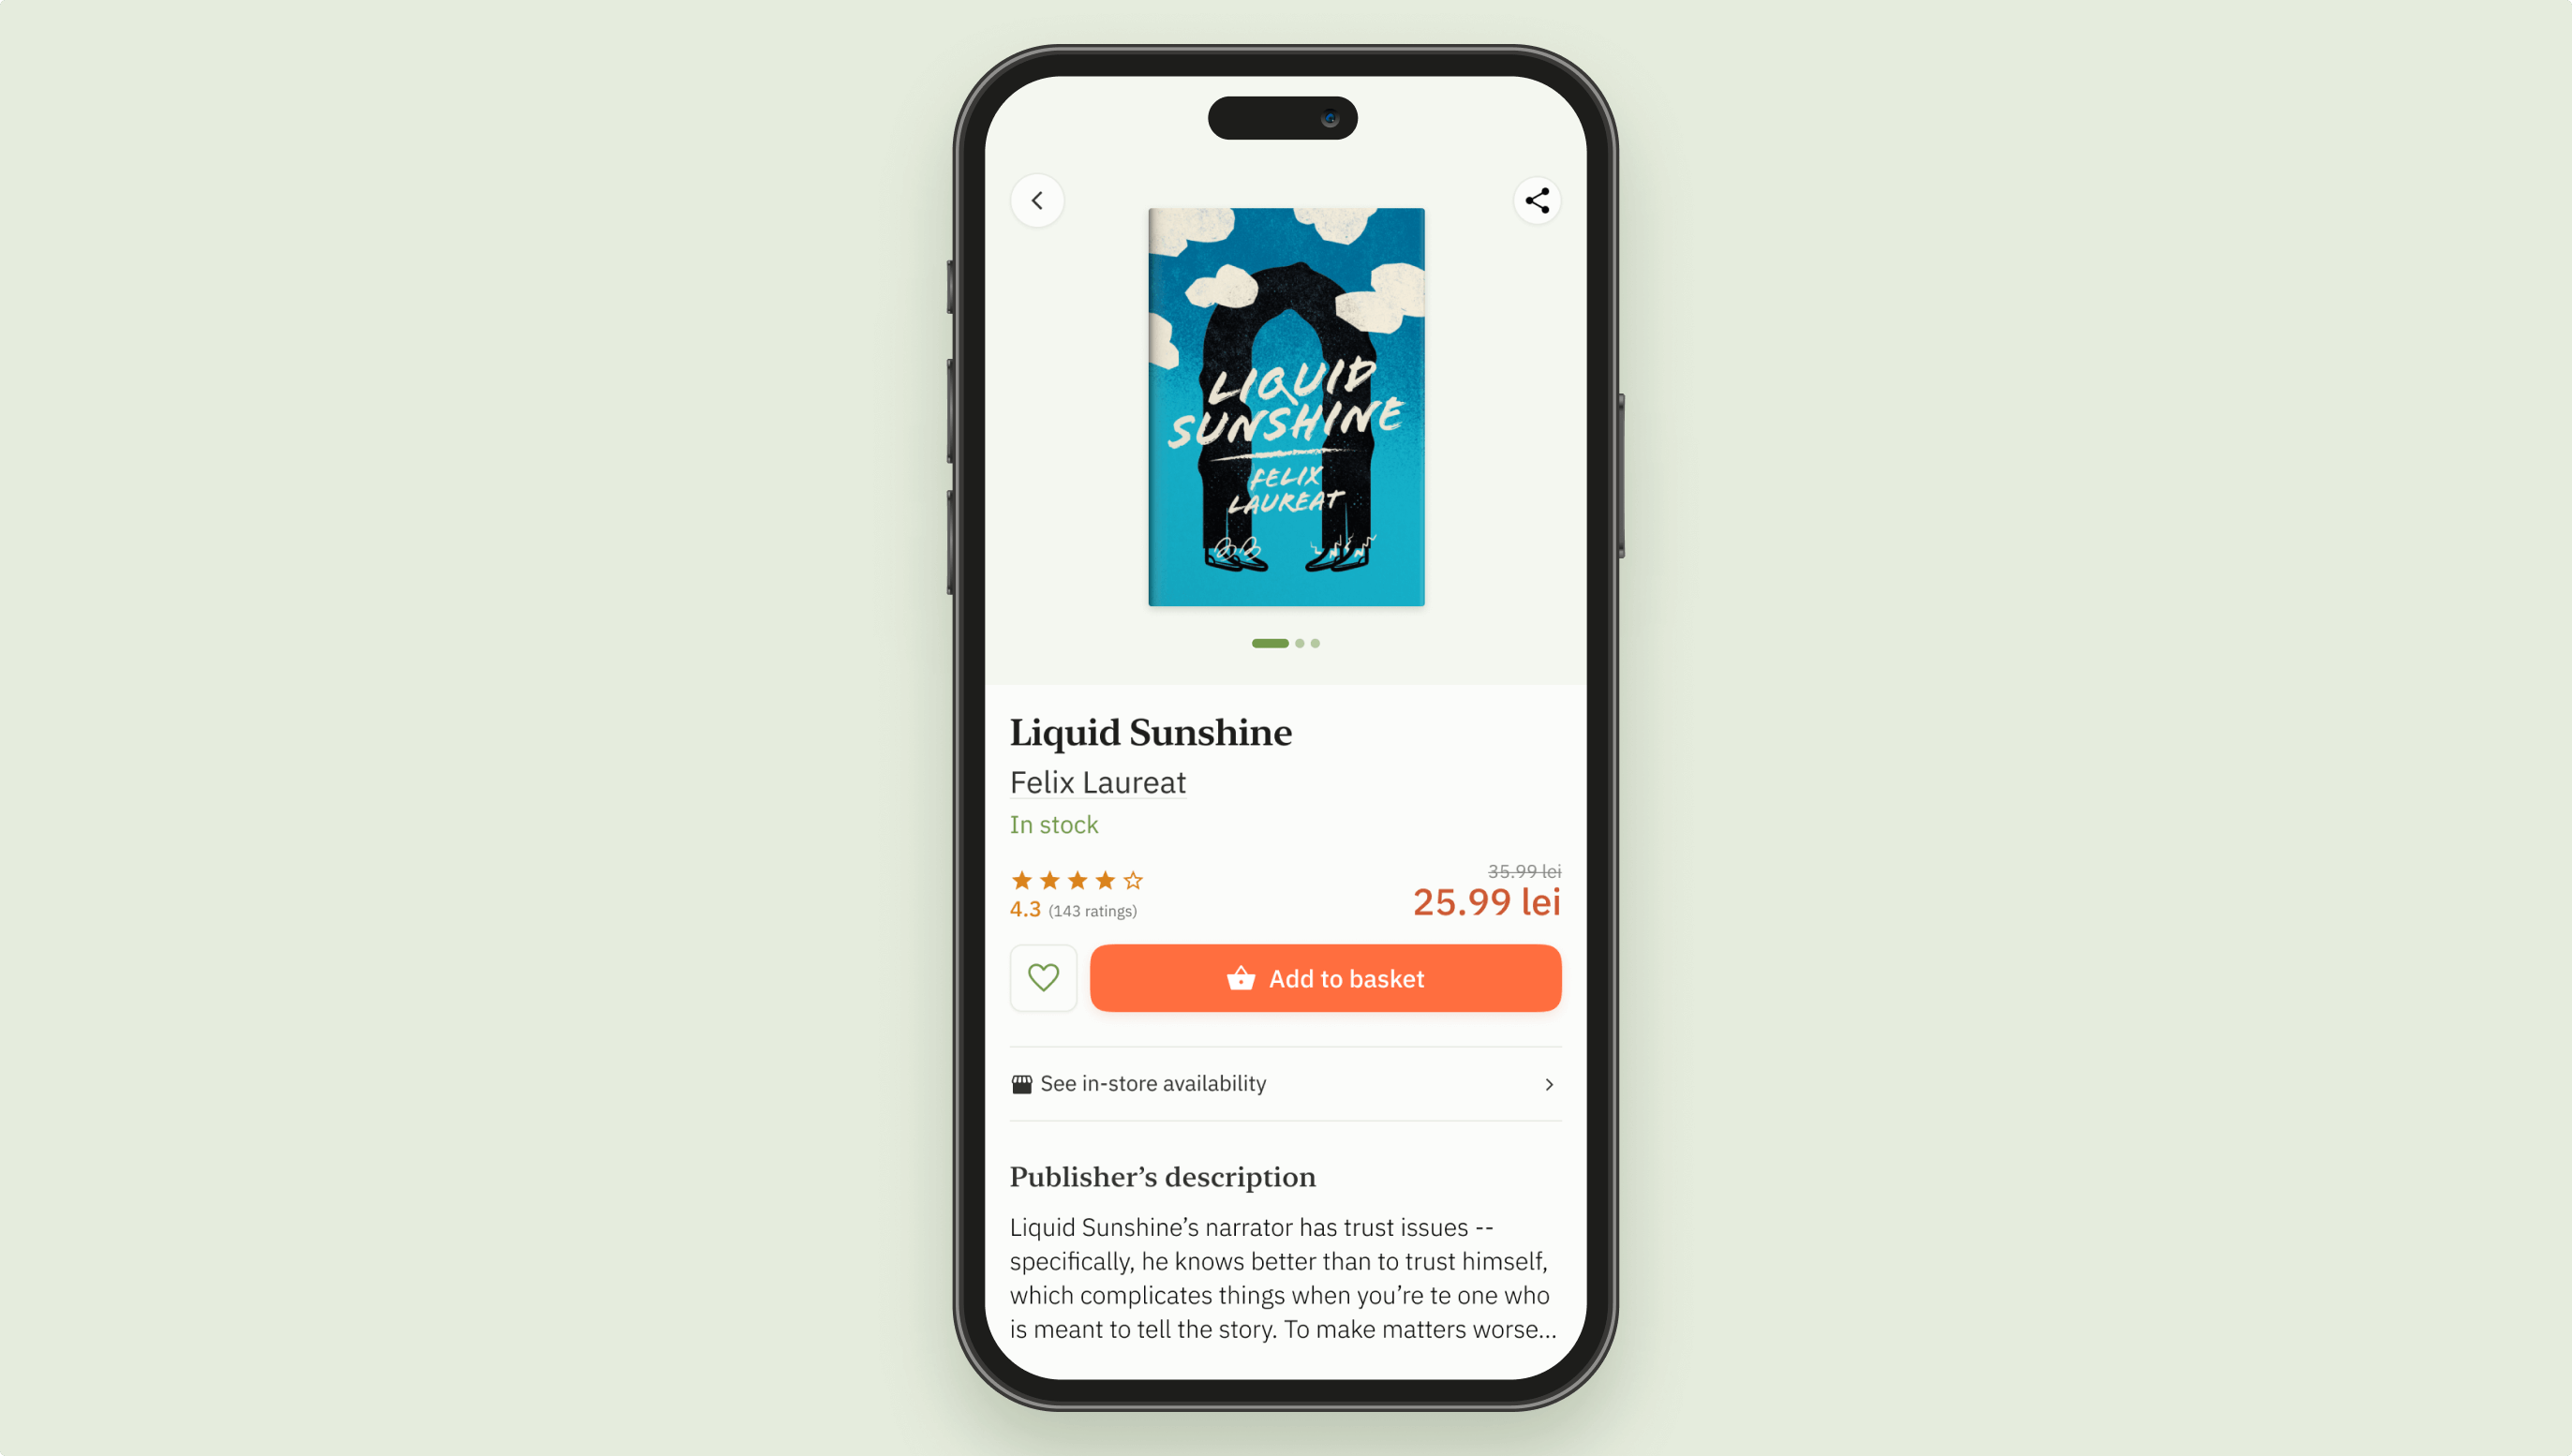 LIQUID
SUNSHINE
FELIX
LAUREAT
Liquid Sunshine
Felix Laureat
In stock
35.99 lei
25.99 lei
4.3 (143 ratings)
Add to basket
See in-store availability
Publisher’s description
Liquid Sunshine’s narrator has trust issues --
specifically, he knows better than to trust himself,
which complicates things when you’re te one who
is meant to tell the story. To make matters worse...